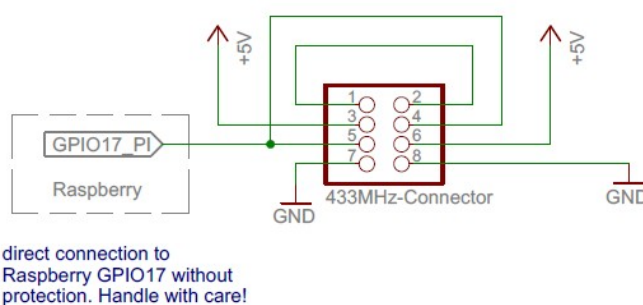 +5V
+5V
1 2
3 4
GPIO17_PI
5 6
7 8
Raspberry
433MHz-Connector
GND
GND
direct connection to
Raspberry GPIO17 without
protection. Handle with care!